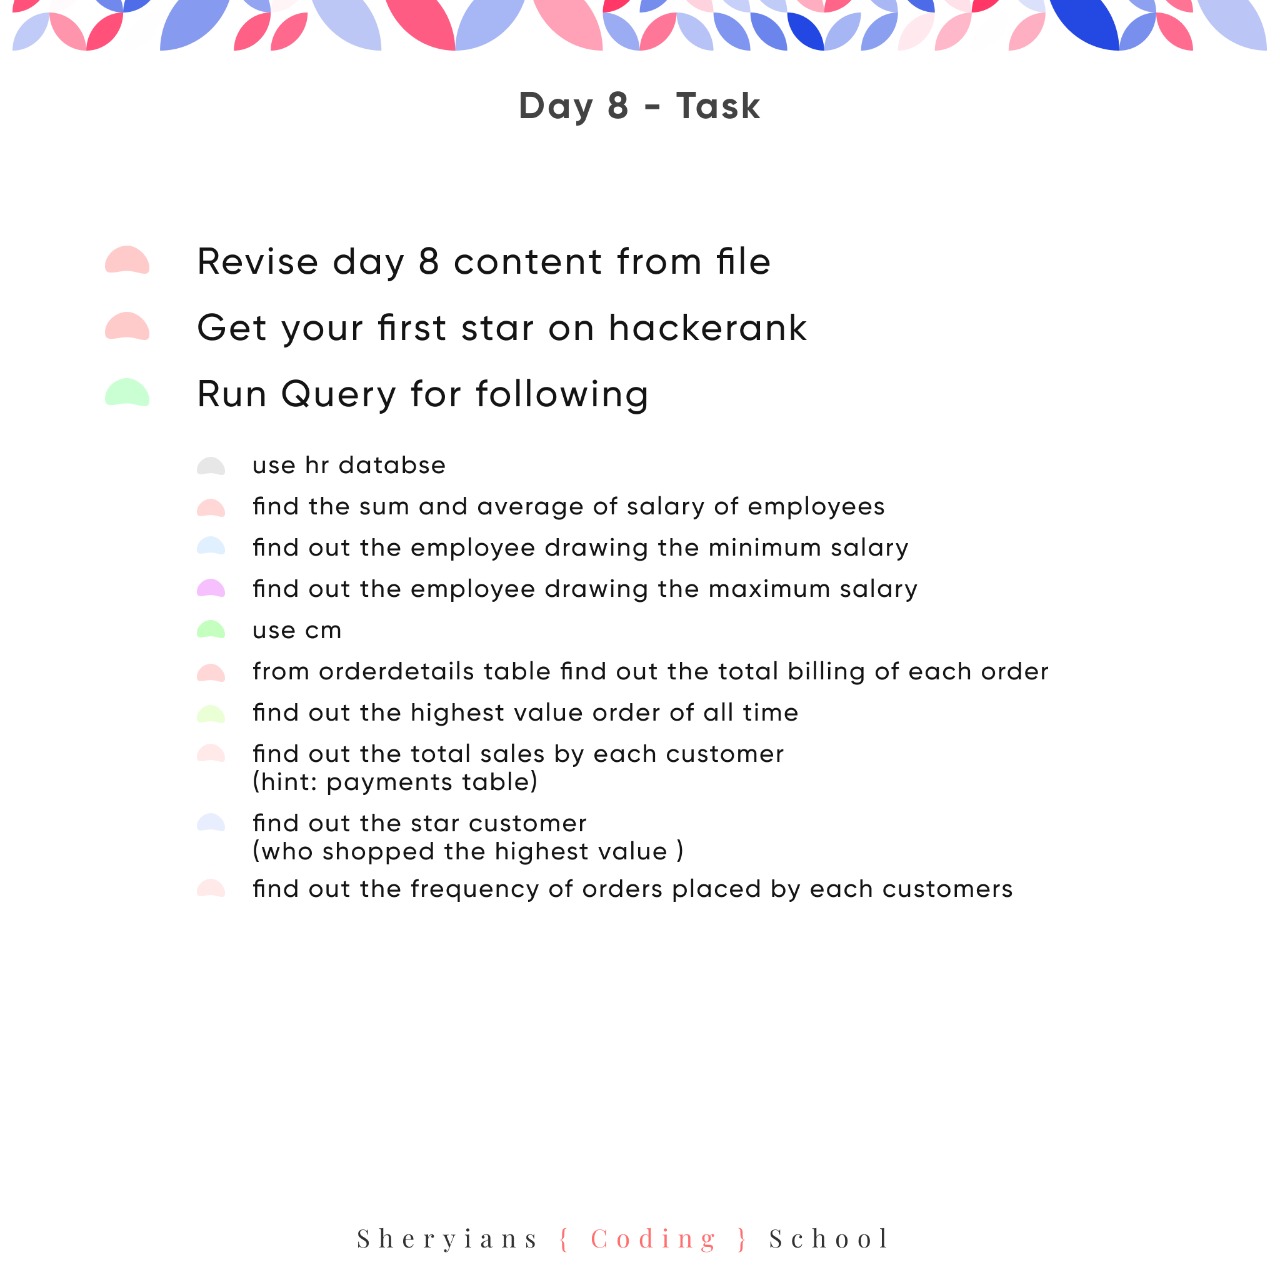 Day 8 - Task
Revise day 8 content from file
Get your first star on hackerank
Run Query for following
use hr databse
find the sum and average of salary of employees
find out the employee drawing the minimum salary
find out the employee drawing the maximum salary
use cm
from orderdetails table find out the total billing of each order
find out the highest value order of all time
find out the total sales by each customer
(hint: payments table)
find out the star customer
(who shopped the highest value )
find out the frequency of orders placed by each customers
Sheryians { Coding } School